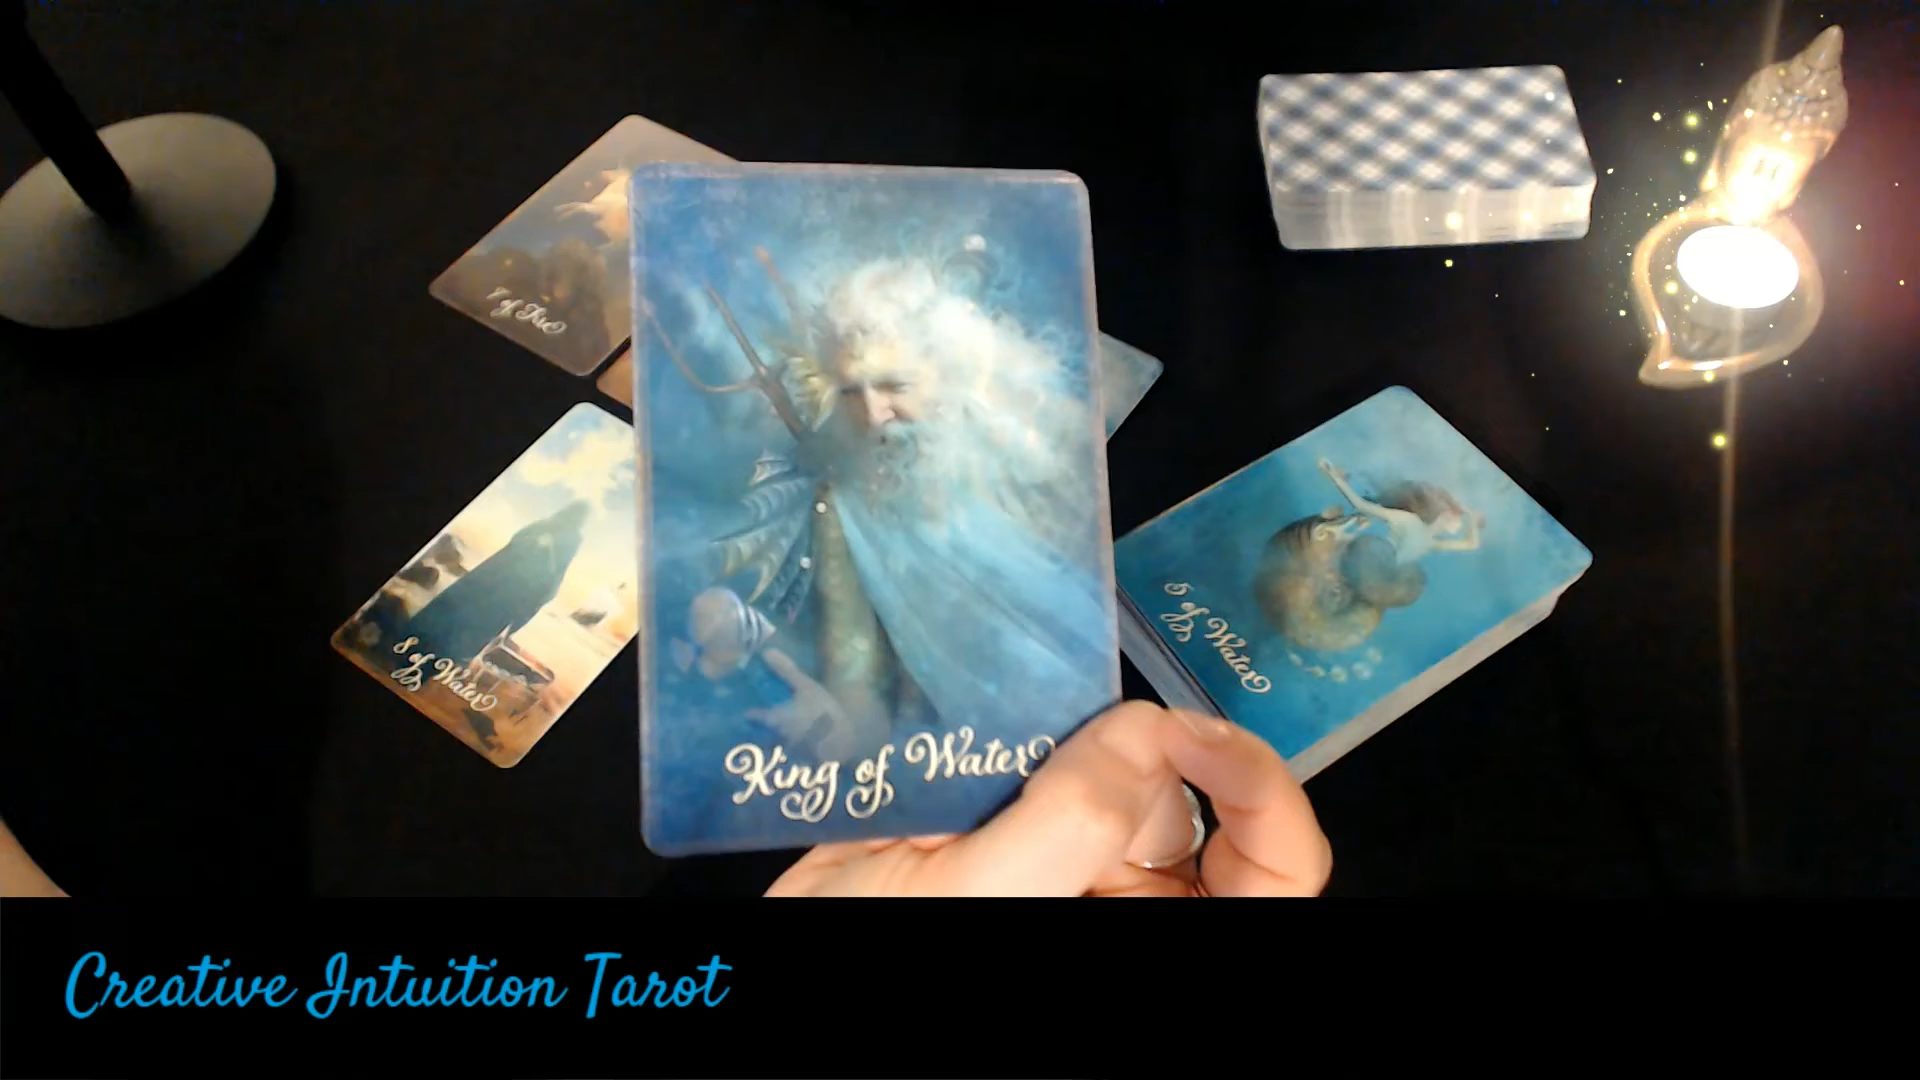 7 of Fire
King of Water
8 of Water
5 of Water
Creative Intuition Tarot